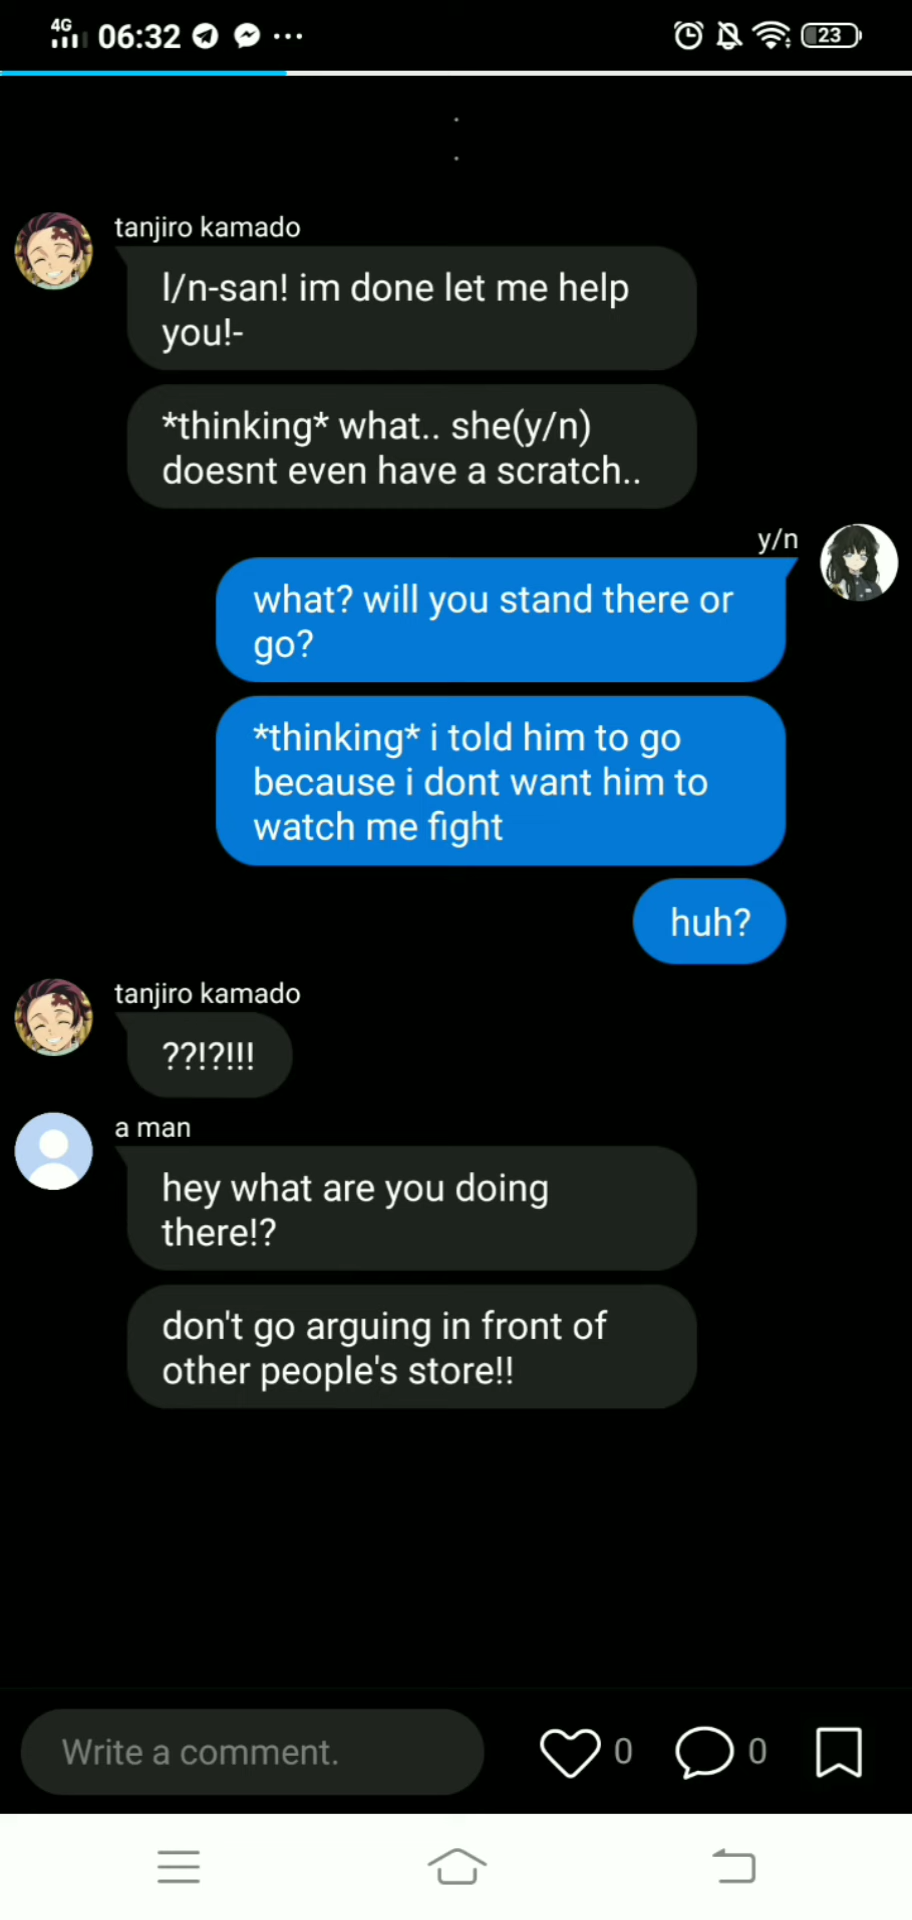 4G 06:32 ... 23
.
.
tanjiro kamado
l/n-san! im done let me help
you!-
*thinking* what.. she(y/n)
doesnt even have a scratch..
y/n
what? will you stand there or
go?
*thinking* i told him to go
because i dont want him to
watch me fight
huh?
tanjiro kamado
??!?!!!
a man
hey what are you doing
there!?
don't go arguing in front of
other people's store!!
Write a comment. 0 0